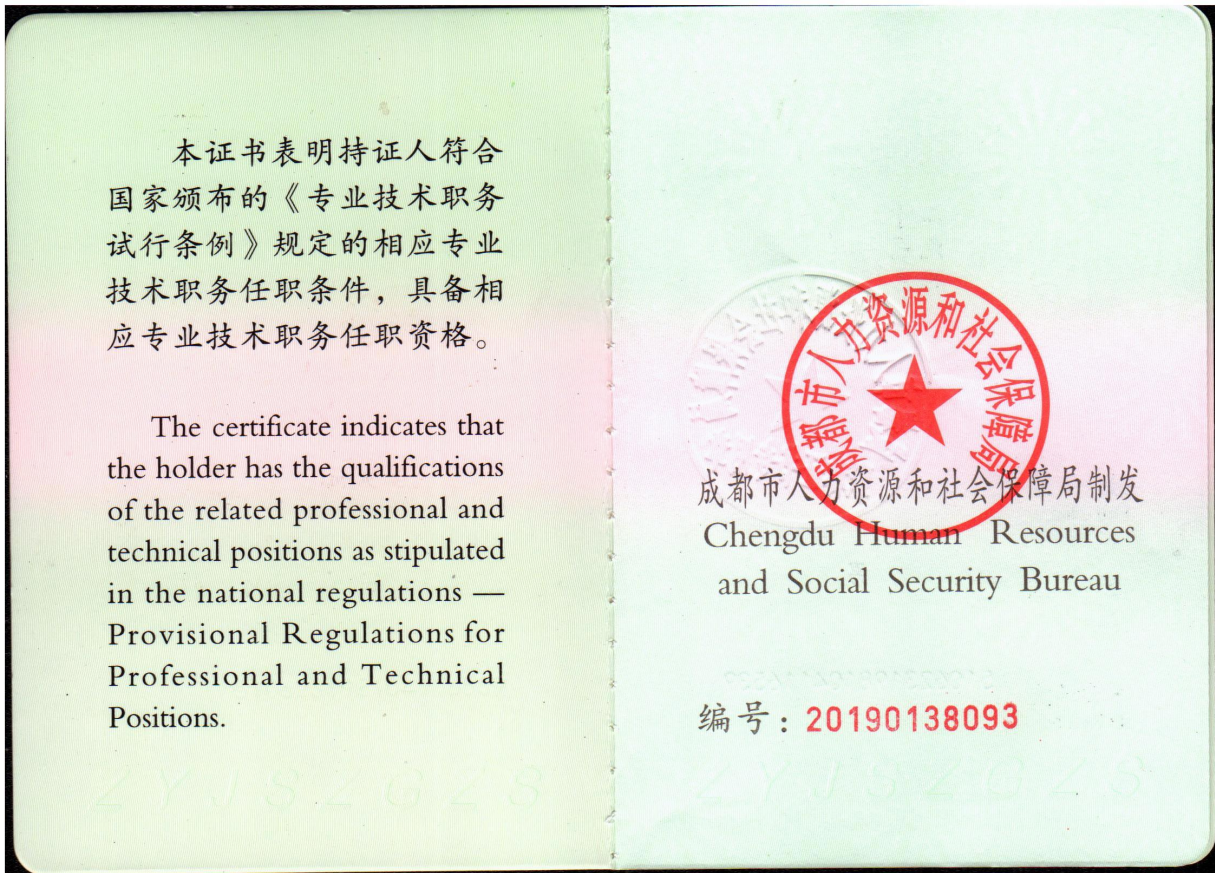 本证书表明持证人符合
国家颁布的《专业技术职务
试行条例》规定的相应专业
技术职务任职条件，具备相
应专业技术职务任职资格。
The certificate indicates that
the holder has the qualifications
of the related professional and
technical positions as stipulated
in the national regulations —
Provisional Regulations for
Professional and Technical
Positions.
ZYJSZGZS
成都市人力资源和社会保障局
成都市人力资源和社会保障局制发
Chengdu Human Resources
and Social Security Bureau
编号：20190138093
ZYJSZGZS